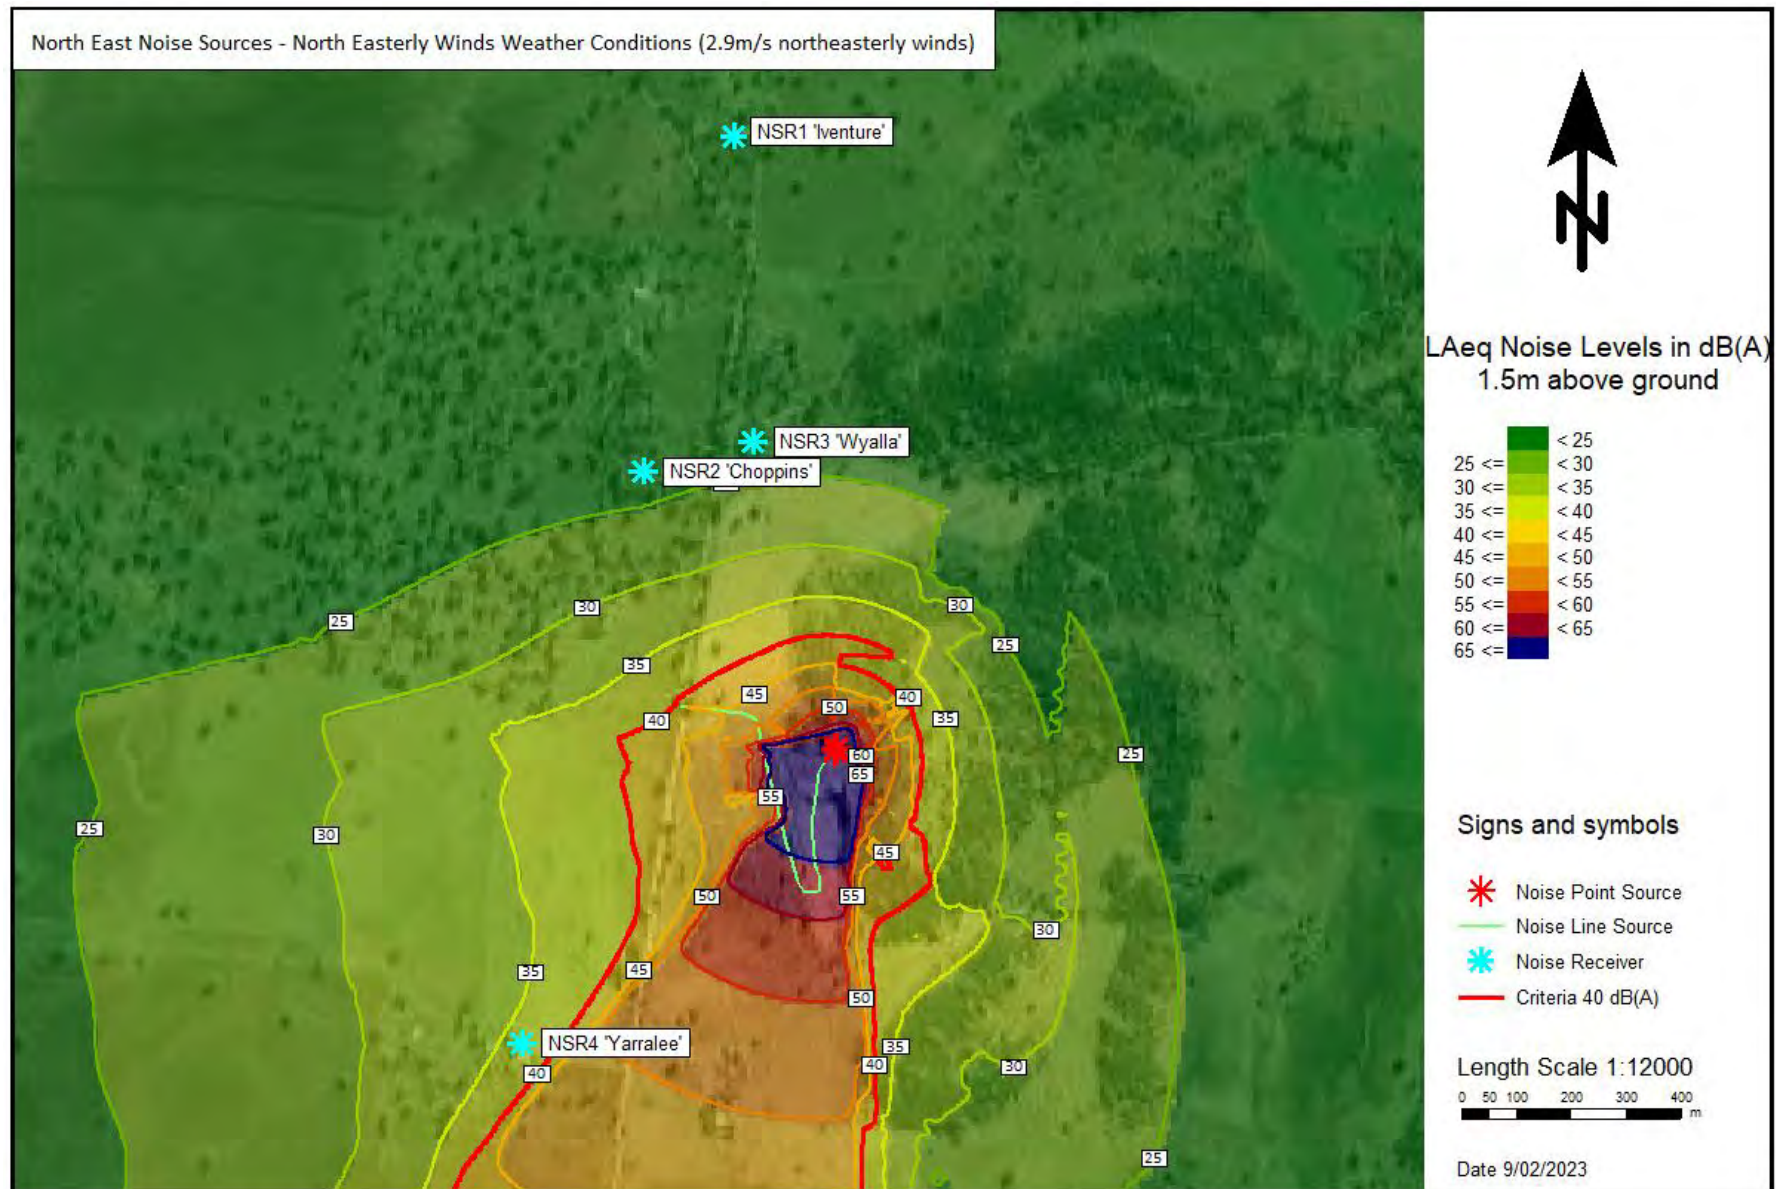 North East Noise Sources - North Easterly Winds Weather Conditions (2.9m/s northeasterly winds)
NSR1 'Iventure'
NSR3 'Wyalla'
NSR2 'Choppins'
30
30
25
25
35
45
40
40
50
35
25
60
65
55
25
30
45
50
55
30
45
35
50
NSR4 'Yarralee'
35
40
40
30
25
N
LAeq Noise Levels in dB(A)
1.5m above ground
< 25
25 <= < 30
30 <= < 35
35 <= < 40
40 <= < 45
45 <= < 50
50 <= < 55
55 <= < 60
60 <= < 65
65 <=
Signs and symbols
Noise Point Source
Noise Line Source
Noise Receiver
Criteria 40 dB(A)
Length Scale 1:12000
0 50 100 200 300 400
m
Date 9/02/2023